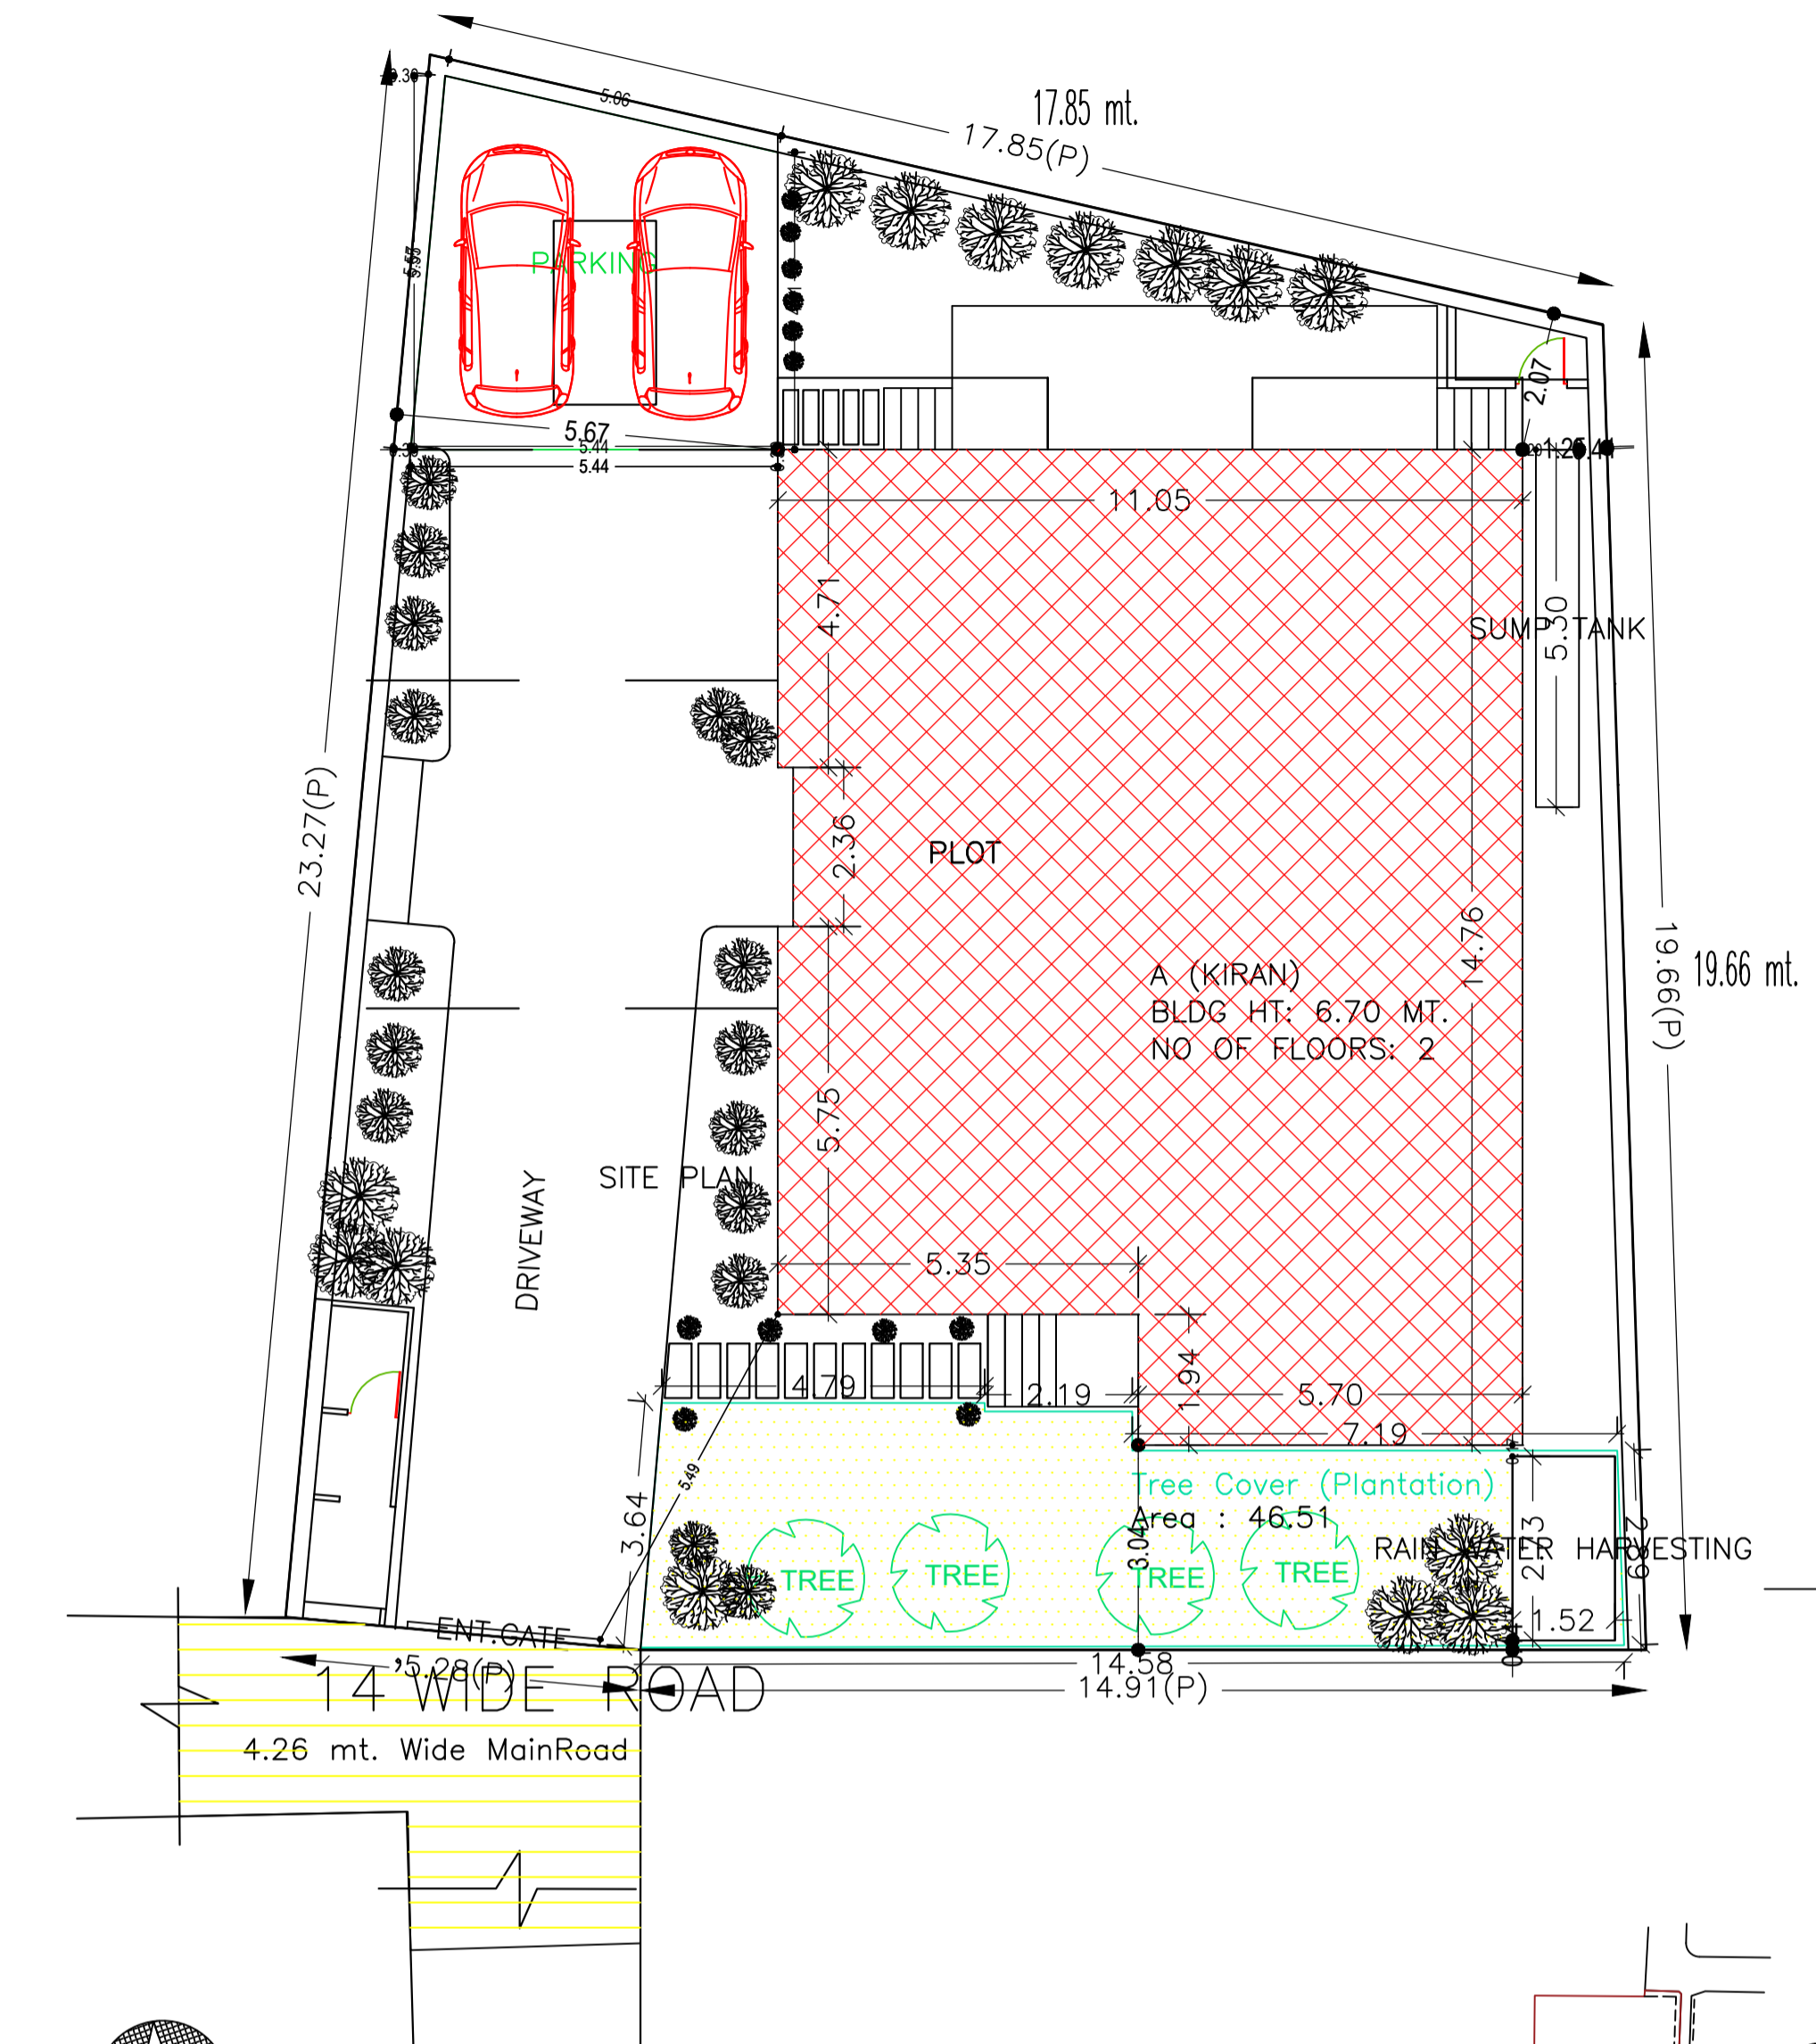 17.85 mt.
17.85(P)
5.06
PARKING
5.67
5.44
5.44
2.07
11.05
4.71
SUMP TANK
5.30
23.27(P)
2.36
PLOT
14.76
19.66(P)
19.66 mt.
A (KIRAN)
BLDG HT: 6.70 MT.
NO OF FLOORS: 2
5.75
SITE PLAN
DRIVEWAY
5.35
1.94
4.79
2.19
5.70
7.19
5.49
3.64
Tree Cover (Plantation)
Area : 46.51
3.04
2.73
2.89
RAIN WATER HARVESTING
TREE
TREE
TREE
TREE
1.52
ENT.GATE
5.28(P)
14' WIDE ROAD
14.58
14.91(P)
4.26 mt. Wide MainRoad